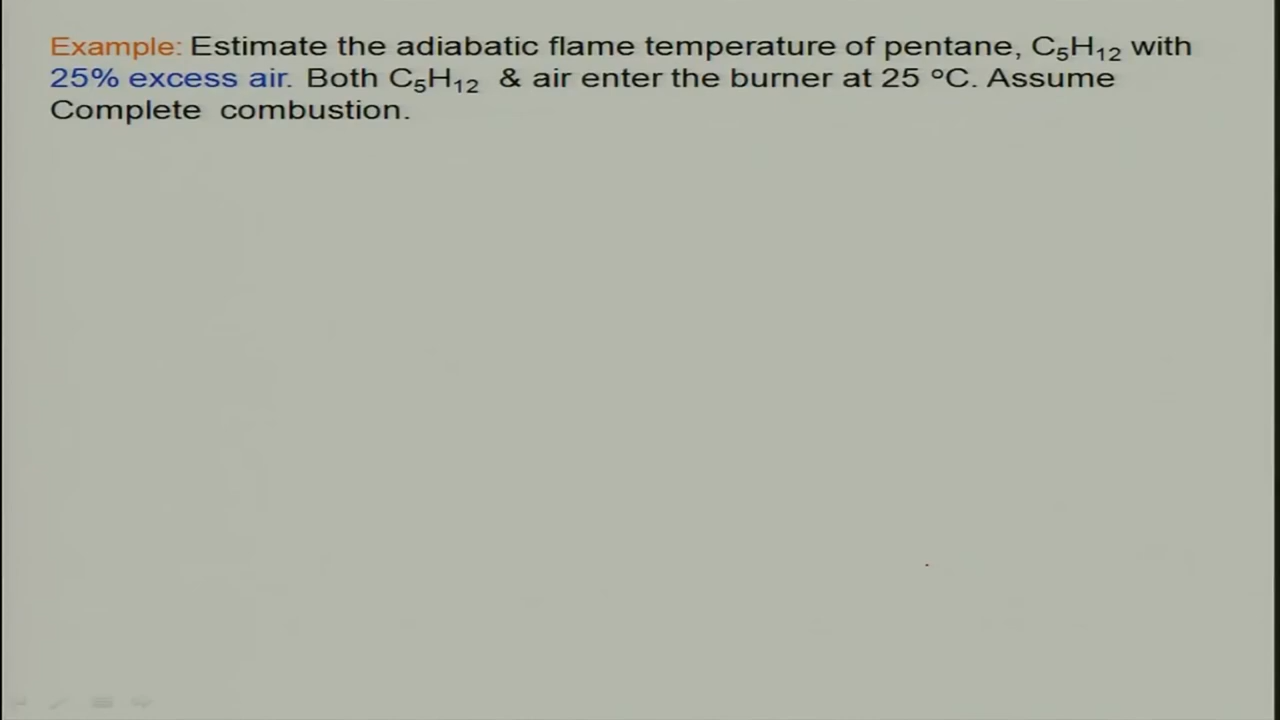 Example: Estimate the adiabatic flame temperature of pentane, C₅H₁₂ with
25% excess air. Both C₅H₁₂ & air enter the burner at 25 ºC. Assume
Complete combustion.